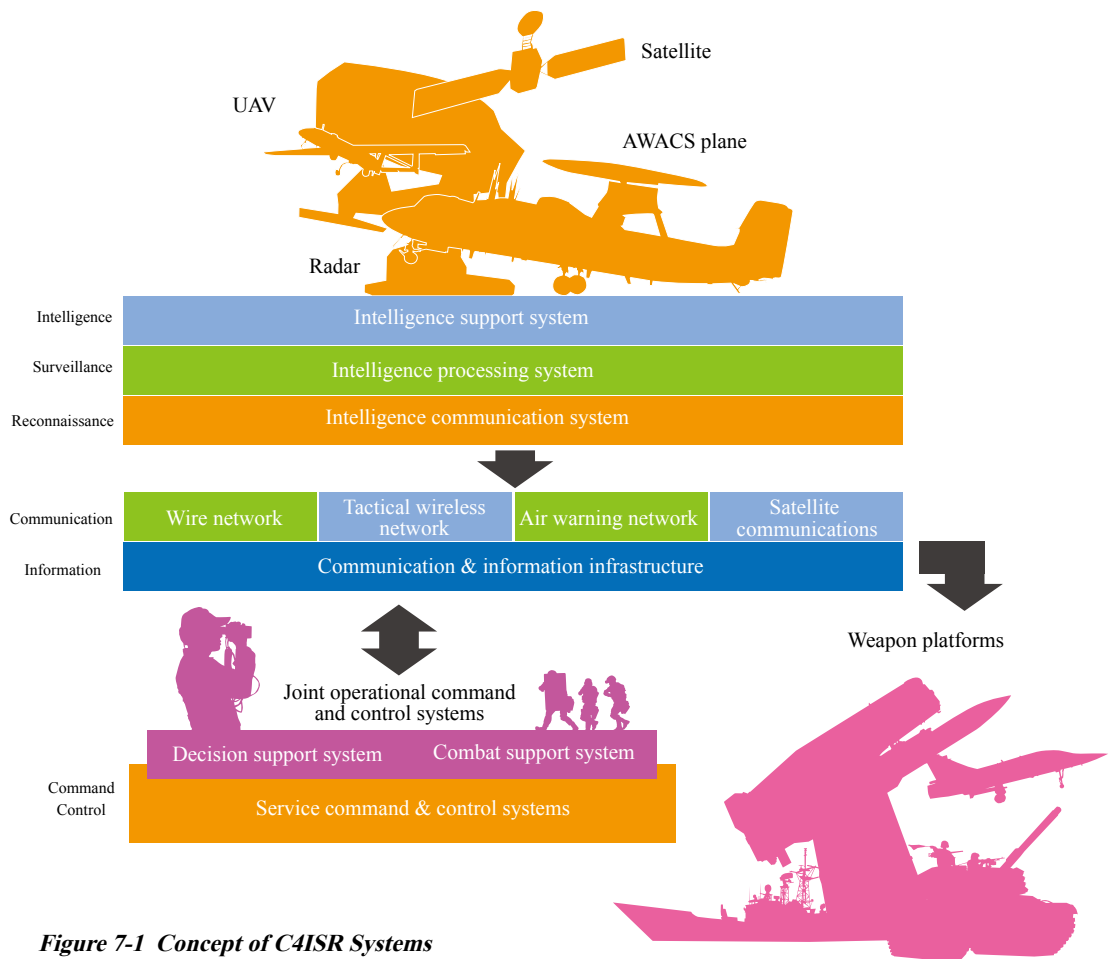 Satellite
UAV
AWACS plane
Radar
Intelligence
Intelligence support system
Surveillance
Intelligence processing system
Reconnaissance
Intelligence communication system
Communication
Wire network
Tactical wireless
network
Air warning network
Satellite
communications
Information
Communication & information infrastructure
Weapon platforms
Joint operational command
and control systems
Decision support system
Combat support system
Command
Control
Service command & control systems
Figure 7-1 Concept of C4ISR Systems